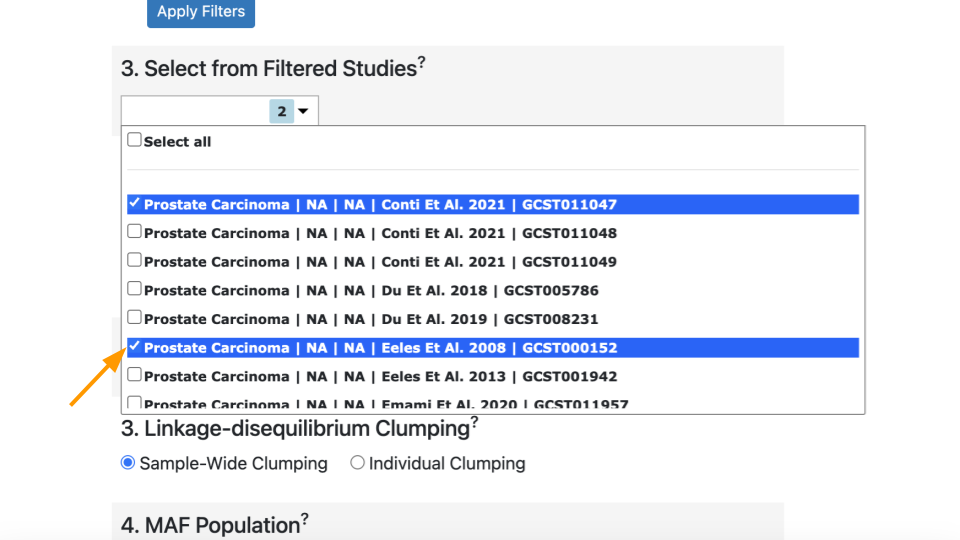 Apply Filters
3. Select from Filtered Studies?
2
Select all
Prostate Carcinoma | NA | NA | Conti Et Al. 2021 | GCST011047
Prostate Carcinoma | NA | NA | Conti Et Al. 2021 | GCST011048
Prostate Carcinoma | NA | NA | Conti Et Al. 2021 | GCST011049
Prostate Carcinoma | NA | NA | Du Et Al. 2018 | GCST005786
Prostate Carcinoma | NA | NA | Du Et Al. 2019 | GCST008231
Prostate Carcinoma | NA | NA | Eeles Et Al. 2008 | GCST000152
Prostate Carcinoma | NA | NA | Eeles Et Al. 2013 | GCST001942
Prostate Carcinoma | NA | NA | Emami Et Al. 2020 | GCST011957
3. Linkage-disequilibrium Clumping?
Sample-Wide Clumping Individual Clumping
4. MAF Population?